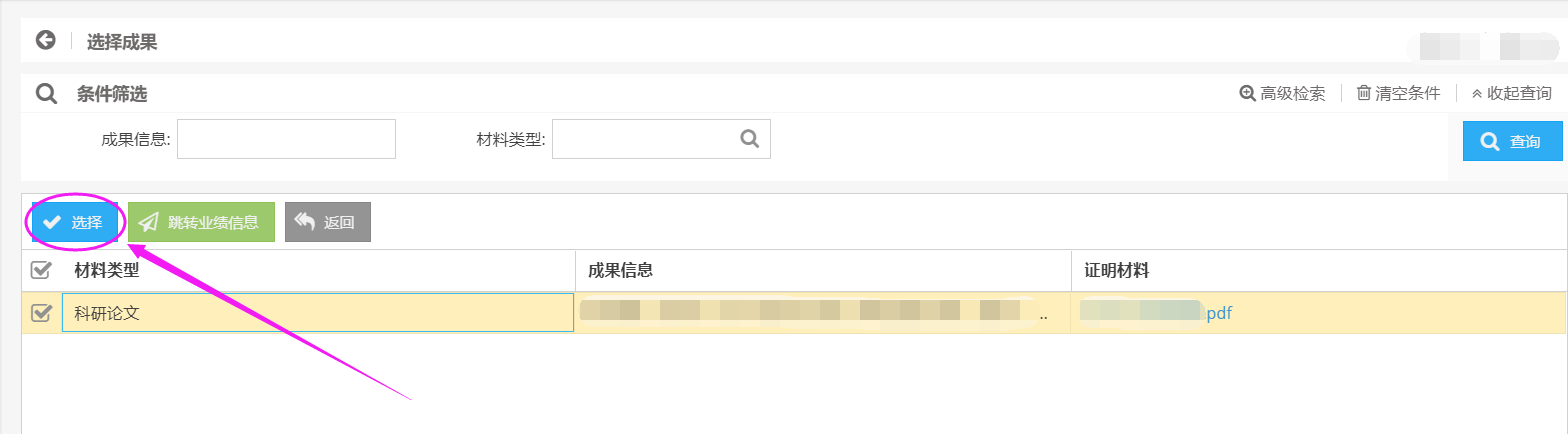 选择成果
条件筛选 高级检索 清空条件 收起查询
成果信息: 材料类型: 查询
选择 跳转业绩信息 返回
材料类型 成果信息 证明材料
科研论文 .. pdf